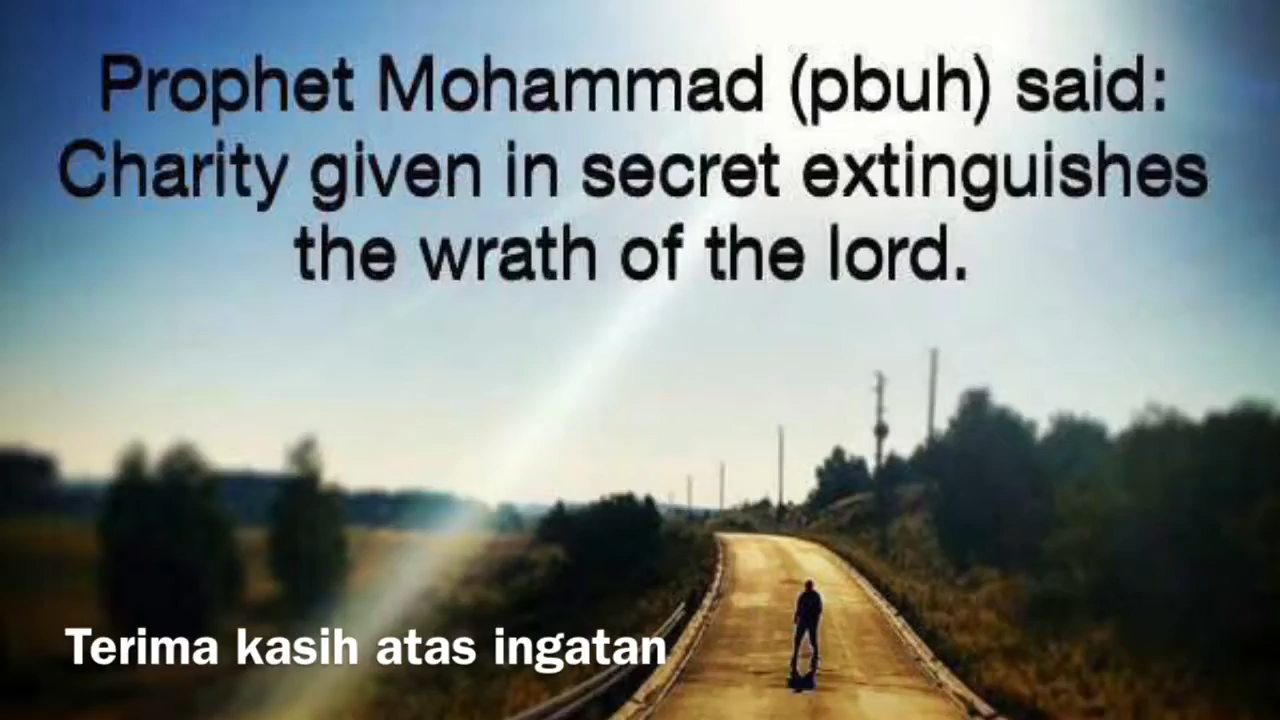 Prophet Mohammad (pbuh) said:
Charity given in secret extinguishes
the wrath of the lord.
Terima kasih atas ingatan